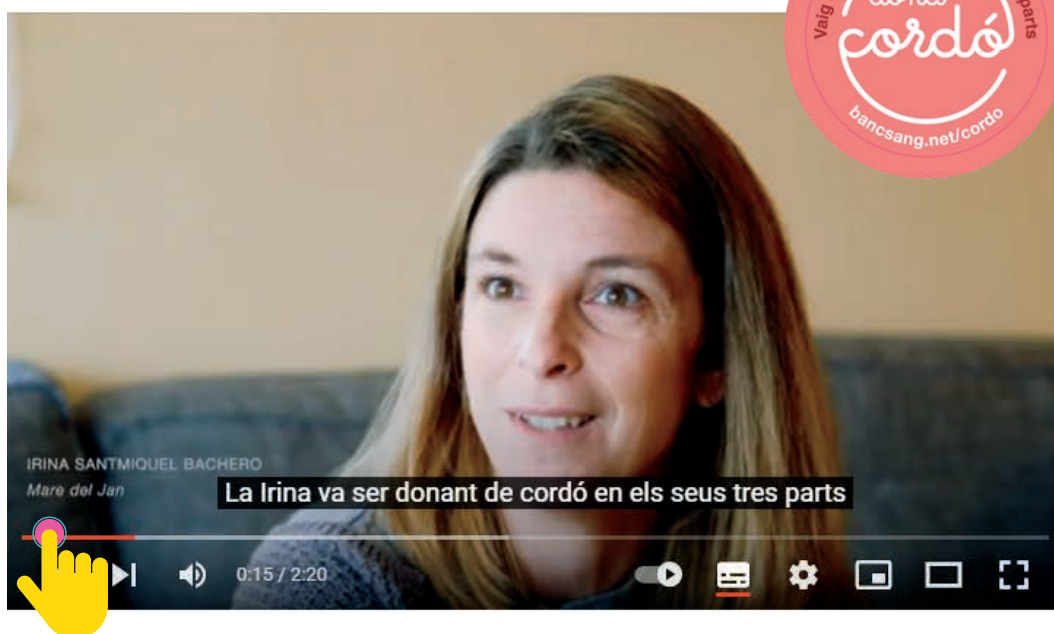 Vaig
dona
cordó
parts
bancsang.net/cordo
IRINA SANTMIQUEL BACHERO
Mare del Jan
La Irina va ser donant de cordó en els seus tres parts
0:15 / 2:20